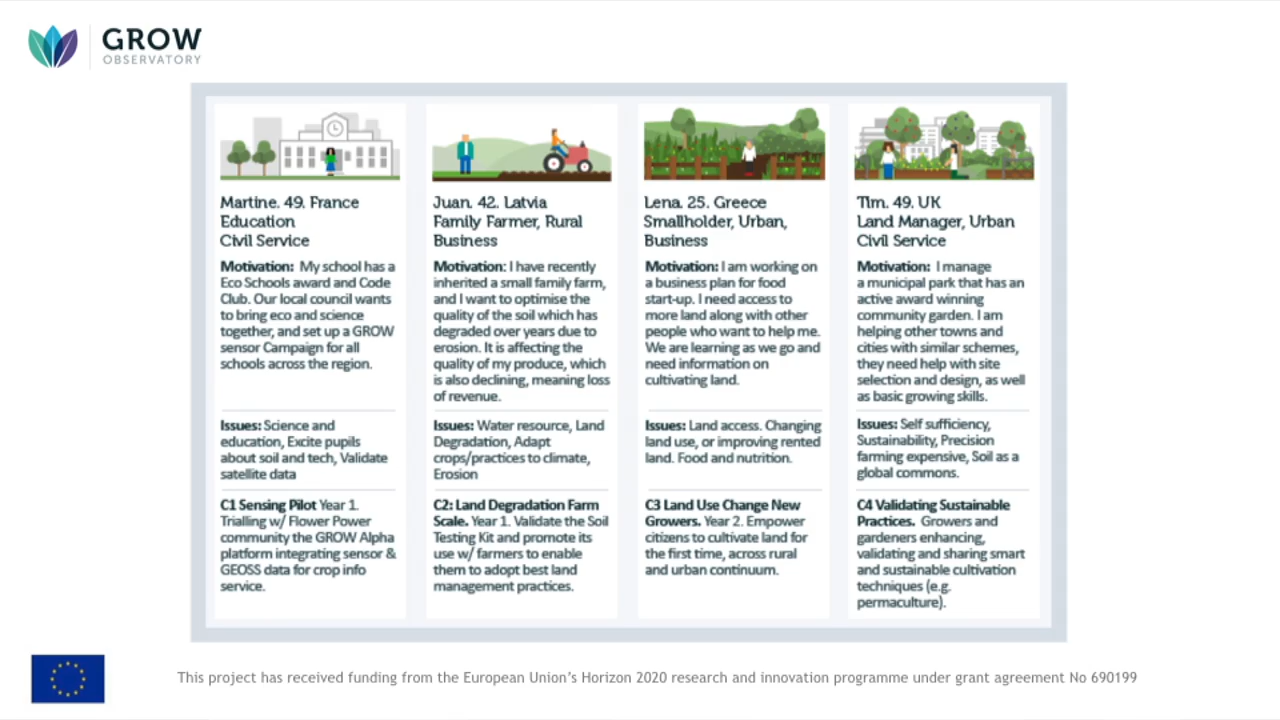 GROW
OBSERVATORY
Martine. 49. France
Education
Civil Service
Motivation: My school has a
Eco Schools award and Code
Club. Our local council wants
to bring eco and science
together, and set up a GROW
sensor Campaign for all
schools across the region.
Issues: Science and
education, Excite pupils
about soil and tech, Validate
satellite data
C1 Sensing Pilot Year 1.
Trialling w/ Flower Power
community the GROW Alpha
platform integrating sensor &
GEOSS data for crop info
service.
Juan. 42. Latvia
Family Farmer, Rural
Business
Motivation: I have recently
inherited a small family farm,
and I want to optimise the
quality of the soil which has
degraded over years due to
erosion. It is affecting the
quality of my produce, which
is also declining, meaning loss
of revenue.
Issues: Water resource, Land
Degradation, Adapt
crops/practices to climate,
Erosion
C2: Land Degradation Farm
Scale. Year 1. Validate the Soil
Testing Kit and promote its
use w/ farmers to enable
them to adopt best land
management practices.
Lena. 25. Greece
Smallholder, Urban,
Business
Motivation: I am working on
a business plan for food
start-up. I need access to
more land along with other
people who want to help me.
We are learning as we go and
need information on
cultivating land.
Issues: Land access. Changing
land use, or improving rented
land. Food and nutrition.
C3 Land Use Change New
Growers. Year 2. Empower
citizens to cultivate land for
the first time, across rural
and urban continuum.
Tim. 49. UK
Land Manager, Urban
Civil Service
Motivation: I manage
a municipal park that has an
active award winning
community garden. I am
helping other towns and
cities with similar schemes,
they need help with site
selection and design, as well
as basic growing skills.
Issues: Self sufficiency,
Sustainability, Precision
farming expensive, Soil as a
global commons.
C4 Validating Sustainable
Practices. Growers and
gardeners enhancing,
validating and sharing smart
and sustainable cultivation
techniques (e.g.
permaculture).
This project has received funding from the European Union's Horizon 2020 research and innovation programme under grant agreement No 690199